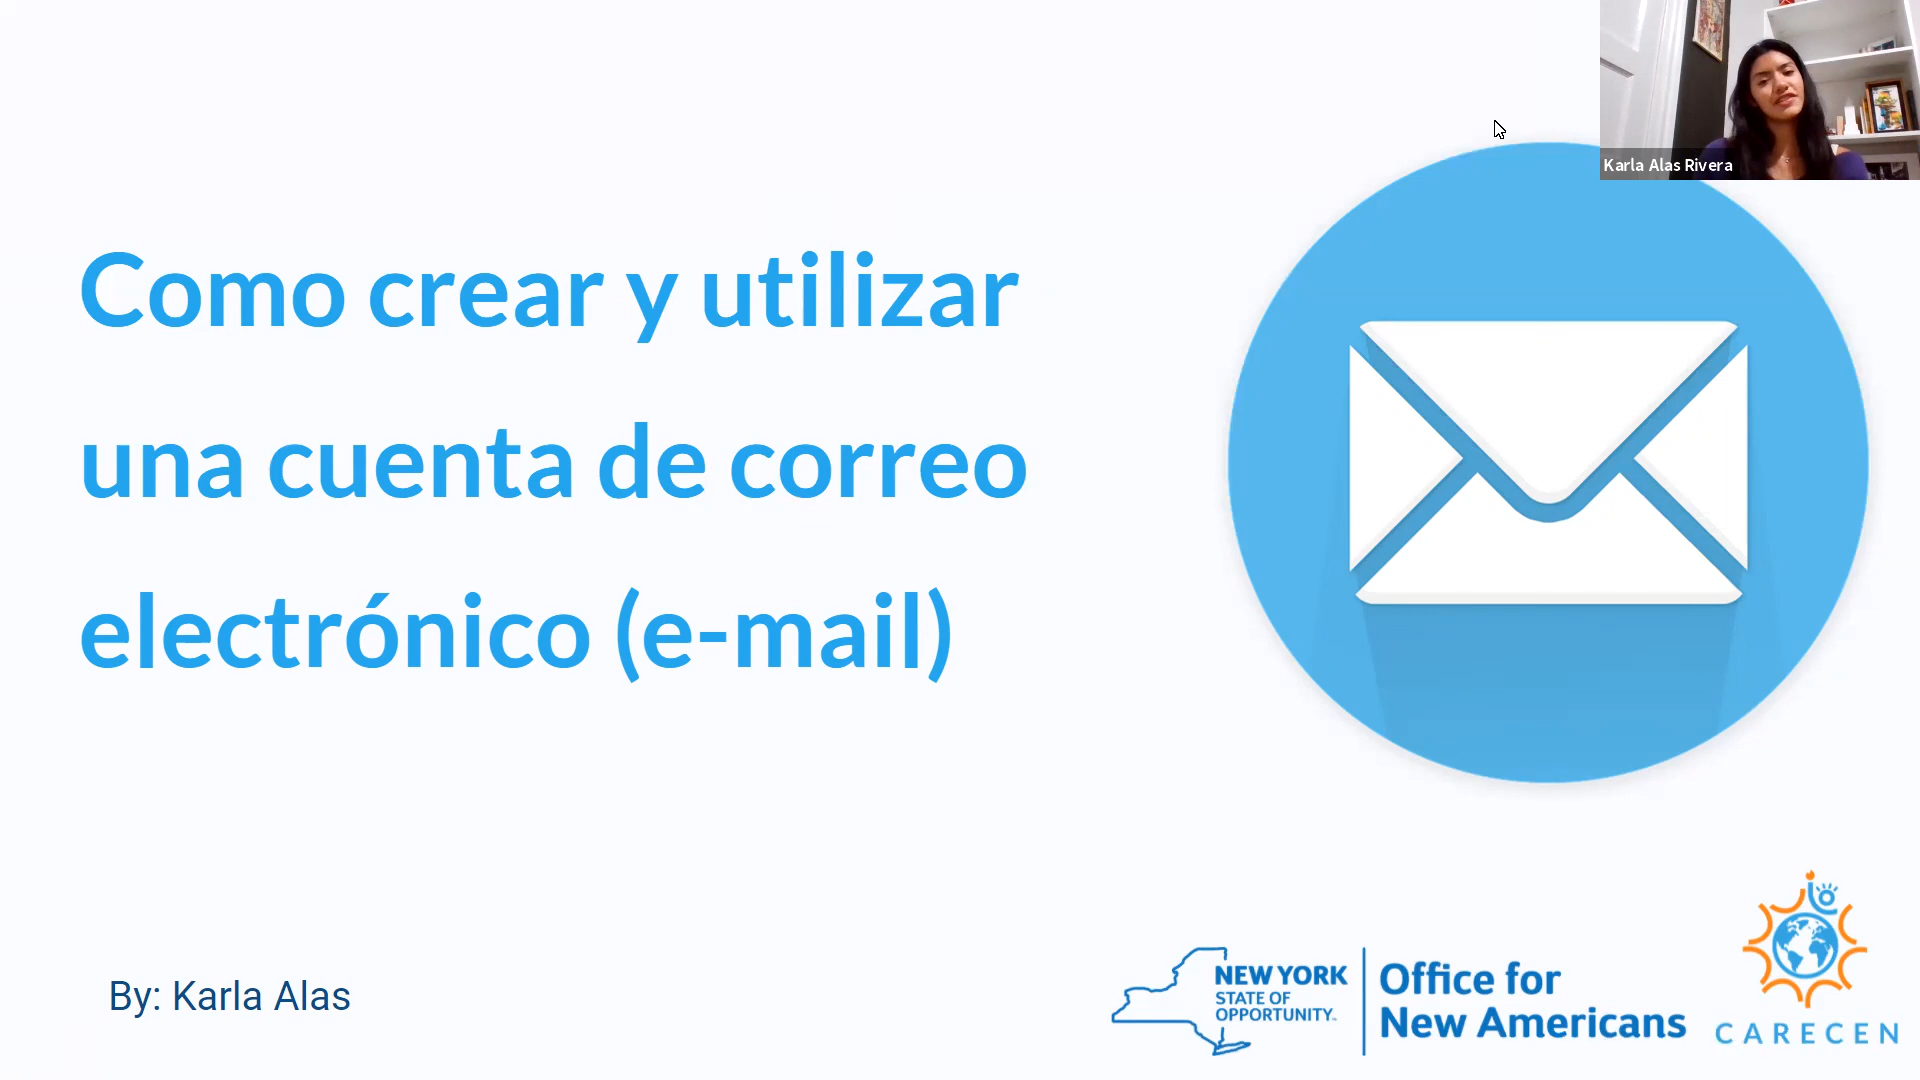 Karla Alas Rivera
Como crear y utilizar
una cuenta de correo
electrónico (e-mail)
By: Karla Alas
NEW YORK
STATE OF
OPPORTUNITY™
Office for
New Americans
CARECEN